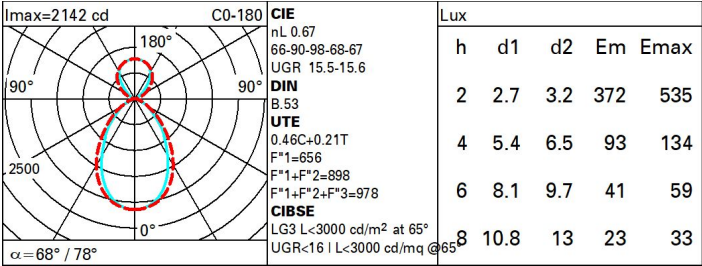 Imax=2142 cd C0-180
180°
90° 90°
2500
0°
α=68° / 78°
CIE
nL 0.67
66-90-98-68-67
UGR 15.5-15.6
DIN
B.53
UTE
0.46C+0.21T
F"1=656
F"1+F"2=898
F"1+F"2+F"3=978
CIBSE
LG3 L<3000 cd/m² at 65°
UGR<16 | L<3000 cd/mq @65°
Lux
h d1 d2 Em Emax
2 2.7 3.2 372 535
4 5.4 6.5 93 134
6 8.1 9.7 41 59
8 10.8 13 23 33